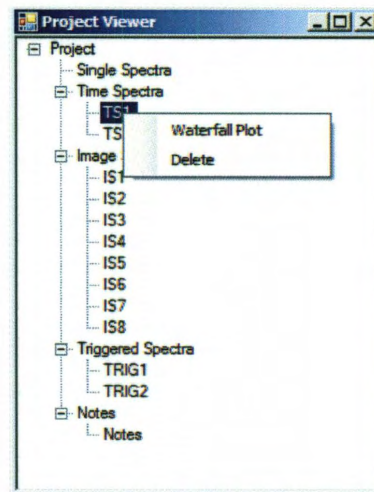 Project Viewer
Project
Single Spectra
Time Spectra
TS1
TS
Waterfall Plot
Delete
Image
IS1
IS2
IS3
IS4
IS5
IS6
IS7
IS8
Triggered Spectra
TRIG1
TRIG2
Notes
Notes